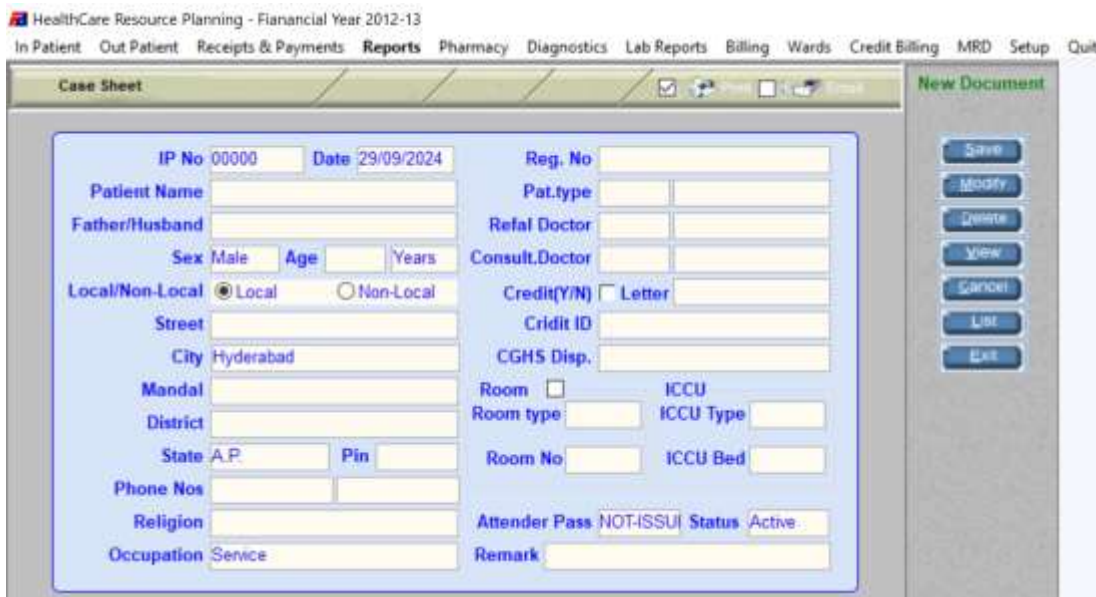 HealthCare Resource Planning - Fianancial Year 2012-13
In Patient Out Patient Receipts & Payments Reports Pharmacy Diagnostics Lab Reports Billing Wards Credit Billing MRD Setup Quit
Case Sheet
New Document
IP No 00000 Date 29/09/2024 Reg. No
Patient Name Pat.type
Father/Husband Refal Doctor
Sex Male Age Years Consult.Doctor
Local/Non-Local Local Non-Local Credit(Y/N) Letter
Street Cridit ID
City Hyderabad CGHS Disp.
Mandal Room ICCU
District Room type ICCU Type
State A.P. Pin Room No ICCU Bed
Phone Nos
Religion Attender Pass NOT-ISSUI Status Active
Occupation Service Remark
Save
Modify
Delete
View
Cancel
List
Exit